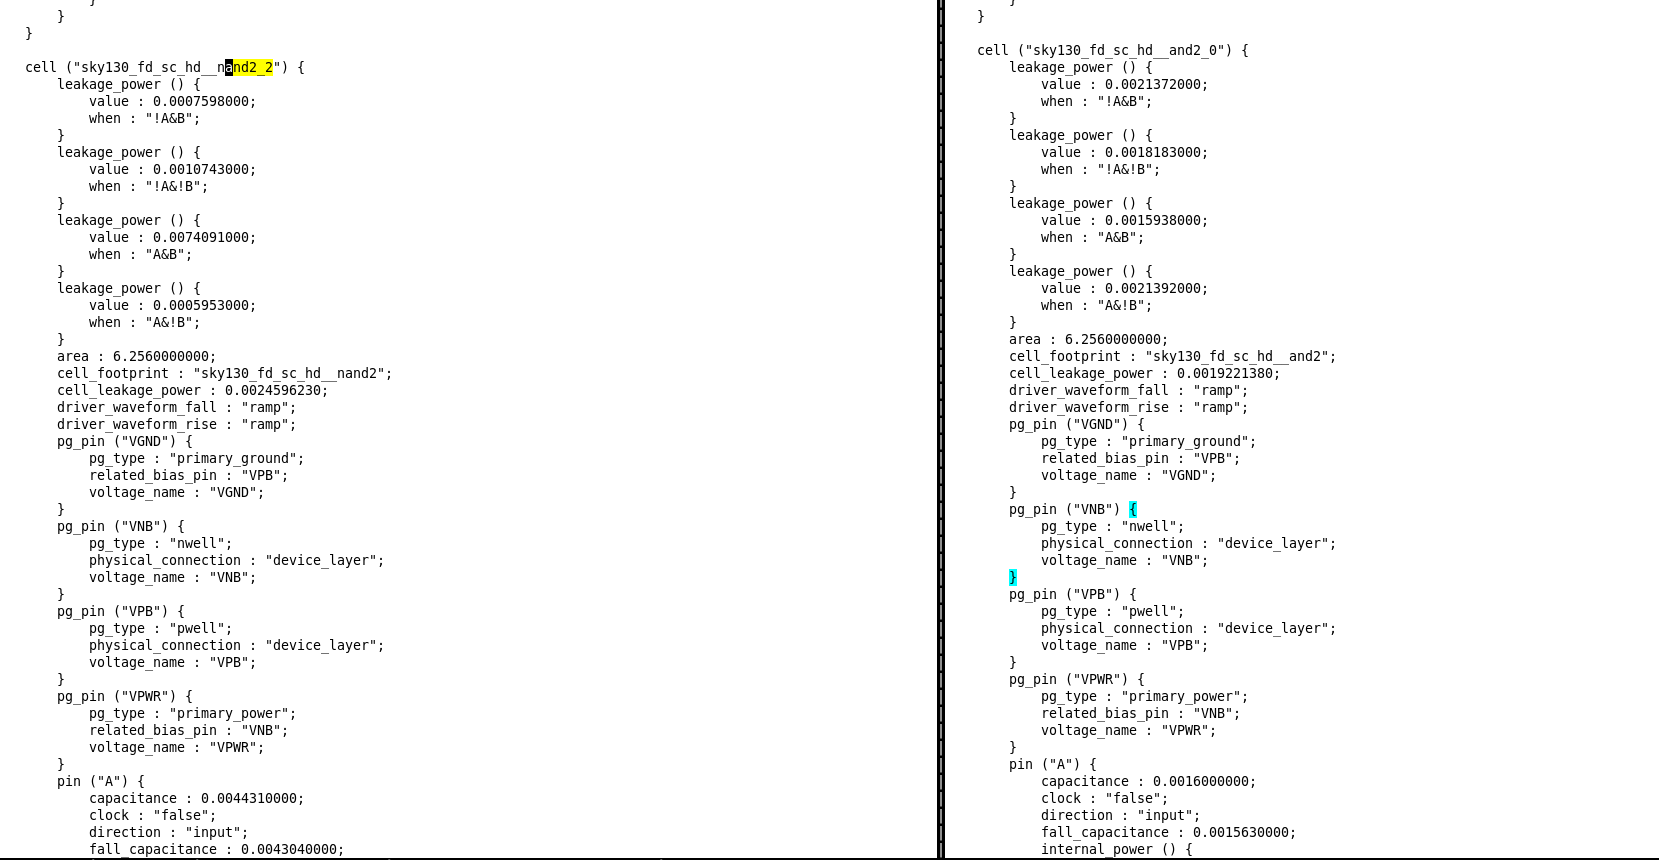 }
}
}
cell ("sky130_fd_sc_hd__nand2_2") {
leakage_power () {
value : 0.0007598000;
when : "!A&B";
}
leakage_power () {
value : 0.0010743000;
when : "!A&!B";
}
leakage_power () {
value : 0.0074091000;
when : "A&B";
}
leakage_power () {
value : 0.0005953000;
when : "A&!B";
}
area : 6.2560000000;
cell_footprint : "sky130_fd_sc_hd__nand2";
cell_leakage_power : 0.0024596230;
driver_waveform_fall : "ramp";
driver_waveform_rise : "ramp";
pg_pin ("VGND") {
pg_type : "primary_ground";
related_bias_pin : "VPB";
voltage_name : "VGND";
}
pg_pin ("VNB") {
pg_type : "nwell";
physical_connection : "device_layer";
voltage_name : "VNB";
}
pg_pin ("VPB") {
pg_type : "pwell";
physical_connection : "device_layer";
voltage_name : "VPB";
}
pg_pin ("VPWR") {
pg_type : "primary_power";
related_bias_pin : "VNB";
voltage_name : "VPWR";
}
pin ("A") {
capacitance : 0.0044310000;
clock : "false";
direction : "input";
fall_capacitance : 0.0043040000;
}
}
cell ("sky130_fd_sc_hd__and2_0") {
leakage_power () {
value : 0.0021372000;
when : "!A&B";
}
leakage_power () {
value : 0.0018183000;
when : "!A&!B";
}
leakage_power () {
value : 0.0015938000;
when : "A&B";
}
leakage_power () {
value : 0.0021392000;
when : "A&!B";
}
area : 6.2560000000;
cell_footprint : "sky130_fd_sc_hd__and2";
cell_leakage_power : 0.0019221380;
driver_waveform_fall : "ramp";
driver_waveform_rise : "ramp";
pg_pin ("VGND") {
pg_type : "primary_ground";
related_bias_pin : "VPB";
voltage_name : "VGND";
}
pg_pin ("VNB") {
pg_type : "nwell";
physical_connection : "device_layer";
voltage_name : "VNB";
}
pg_pin ("VPB") {
pg_type : "pwell";
physical_connection : "device_layer";
voltage_name : "VPB";
}
pg_pin ("VPWR") {
pg_type : "primary_power";
related_bias_pin : "VNB";
voltage_name : "VPWR";
}
pin ("A") {
capacitance : 0.0016000000;
clock : "false";
direction : "input";
fall_capacitance : 0.0015630000;
internal_power () {